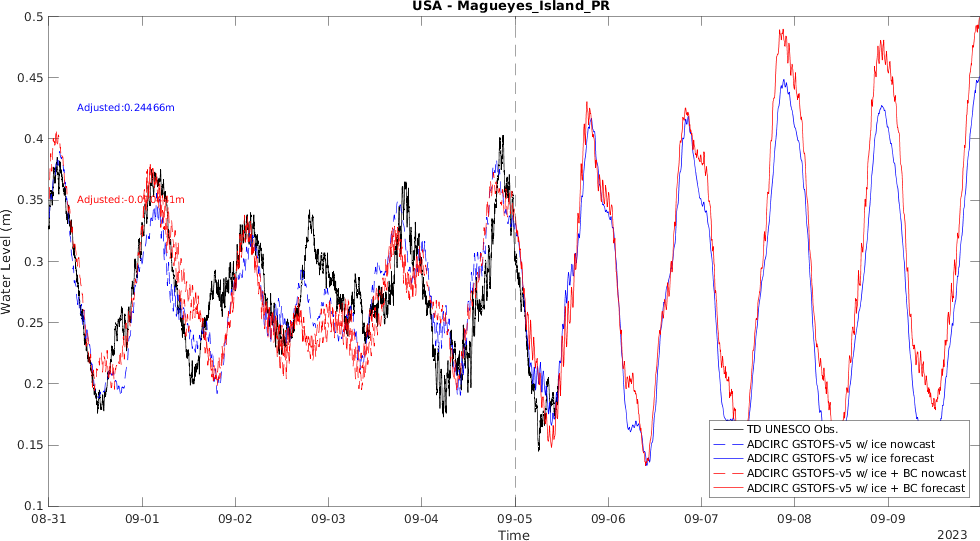 USA - Magueyes_Island_PR
0.5
0.45
0.4
0.35
0.3
0.25
0.2
0.15
0.1
Water Level (m)
Adjusted:0.24466m
08-31
09-01
09-02
09-03
09-04
09-05
09-06
09-07
09-08
09-09
Time
2023
TD UNESCO Obs.
ADCIRC GSTOFS-v5 w/ ice nowcast
ADCIRC GSTOFS-v5 w/ ice forecast
ADCIRC GSTOFS-v5 w/ ice + BC nowcast
ADCIRC GSTOFS-v5 w/ ice + BC forecast